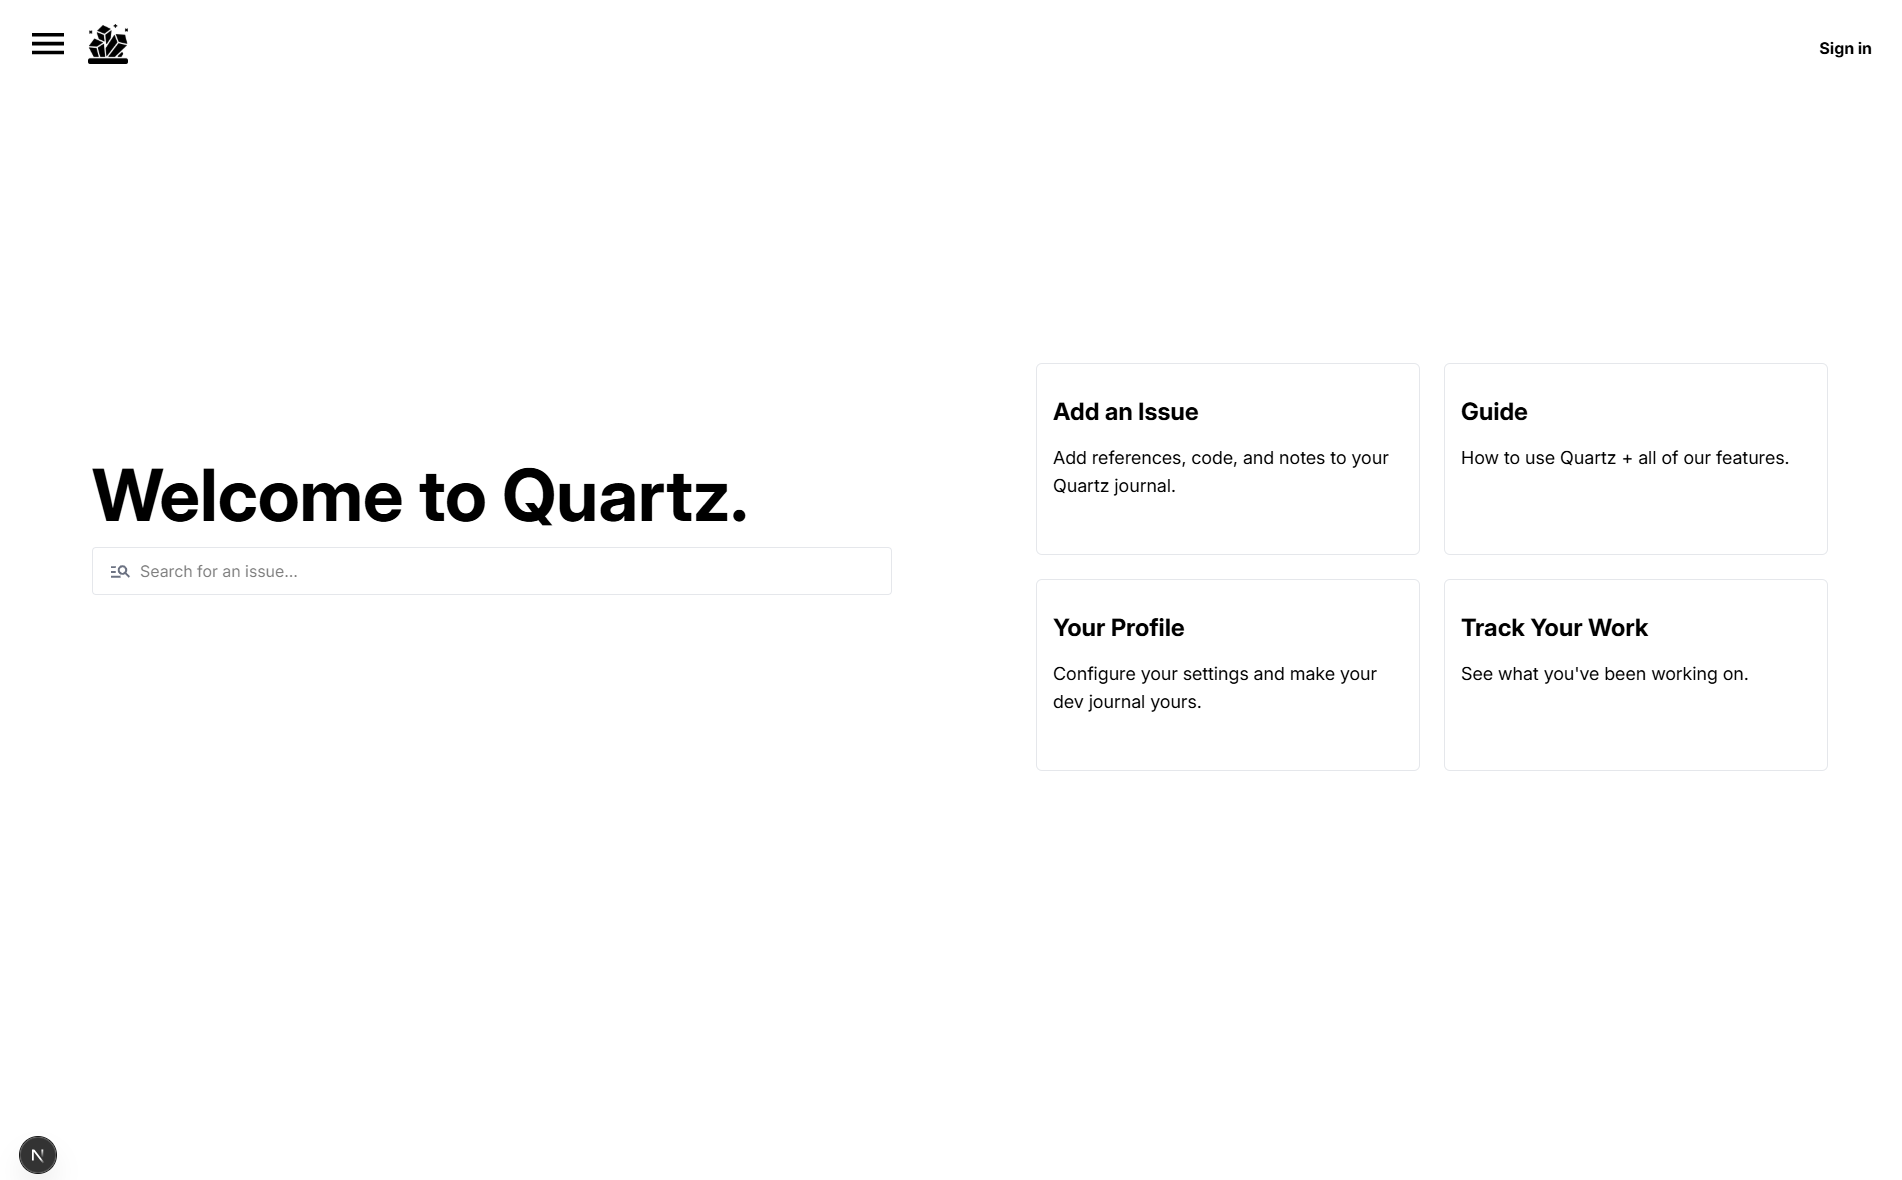 Sign in
Welcome to Quartz.
Search for an issue...
Add an Issue
Add references, code, and notes to your
Quartz journal.
Guide
How to use Quartz + all of our features.
Your Profile
Configure your settings and make your
dev journal yours.
Track Your Work
See what you've been working on.
N